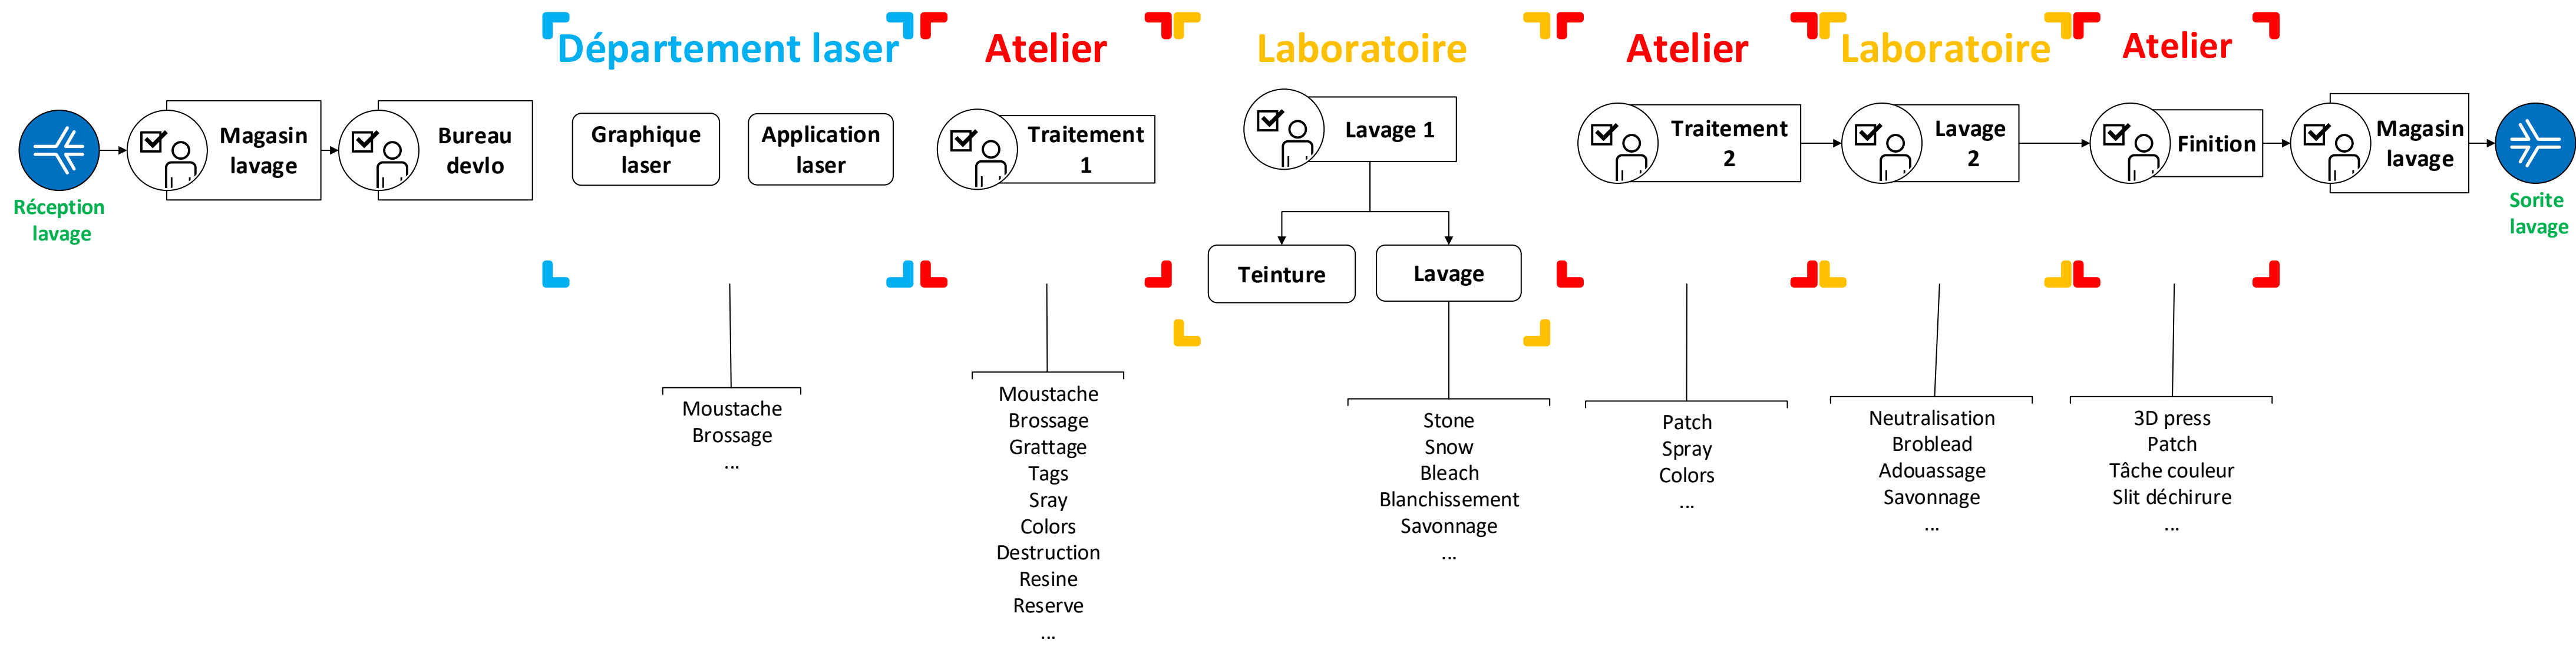 Département laser
Atelier
Laboratoire
Atelier
Laboratoire
Atelier
Réception
lavage
Magasin
lavage
Bureau
devlo
Graphique
laser
Application
laser
Traitement
1
Lavage 1
Teinture
Lavage
Traitement
2
Lavage
2
Finition
Magasin
lavage
Sorite
lavage
Moustache
Brossage
...
Moustache
Brossage
Grattage
Tags
Sray
Colors
Destruction
Resine
Reserve
...
Stone
Snow
Bleach
Blanchissement
Savonnage
...
Patch
Spray
Colors
...
Neutralisation
Broblead
Adouassage
Savonnage
...
3D press
Patch
Tâche couleur
Slit déchirure
...